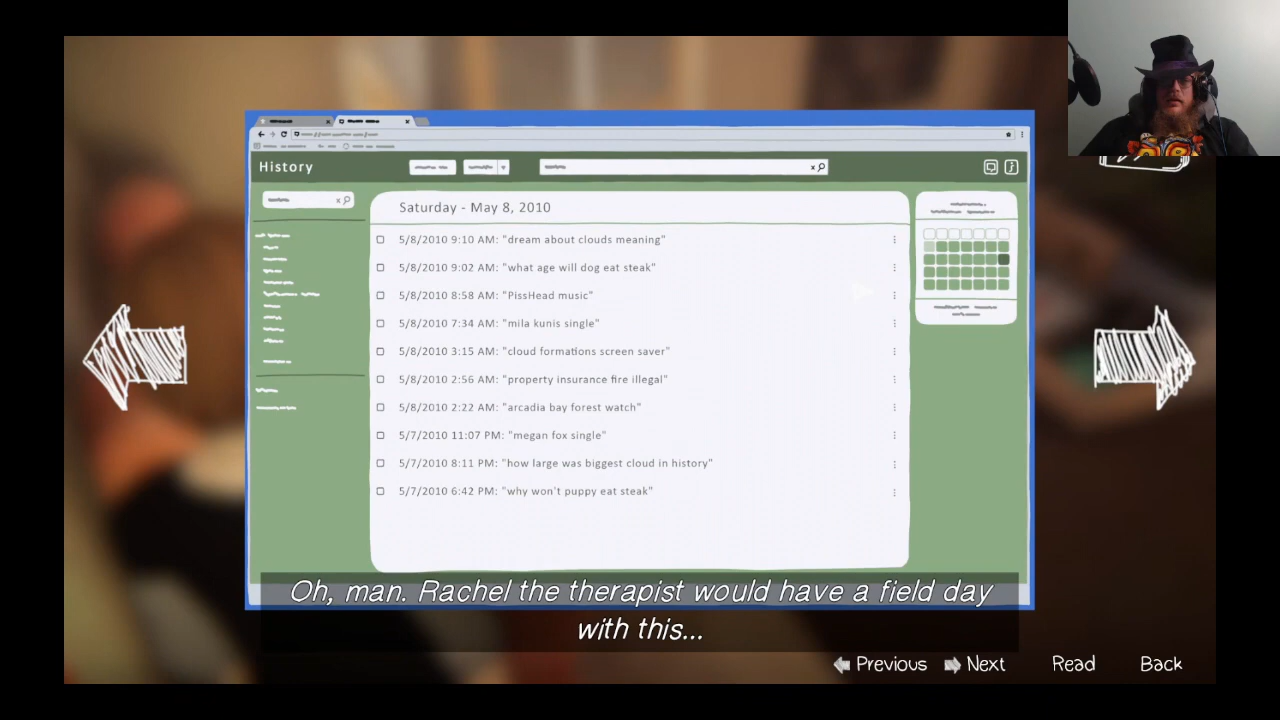 History
Saturday - May 8, 2010
5/8/2010 9:10 AM: "dream about clouds meaning"
5/8/2010 9:02 AM: "what age will dog eat steak"
5/8/2010 8:58 AM: "PissHead music"
5/8/2010 7:34 AM: "mila kunis single"
5/8/2010 3:15 AM: "cloud formations screen saver"
5/8/2010 2:56 AM: "property insurance fire illegal"
5/8/2010 2:22 AM: "arcadia bay forest watch"
5/7/2010 11:07 PM: "megan fox single"
5/7/2010 8:11 PM: "how large was biggest cloud in history"
5/7/2010 6:42 PM: "why won't puppy eat steak"
Oh, man. Rachel the therapist would have a field day
with this...
Previous Next Read Back